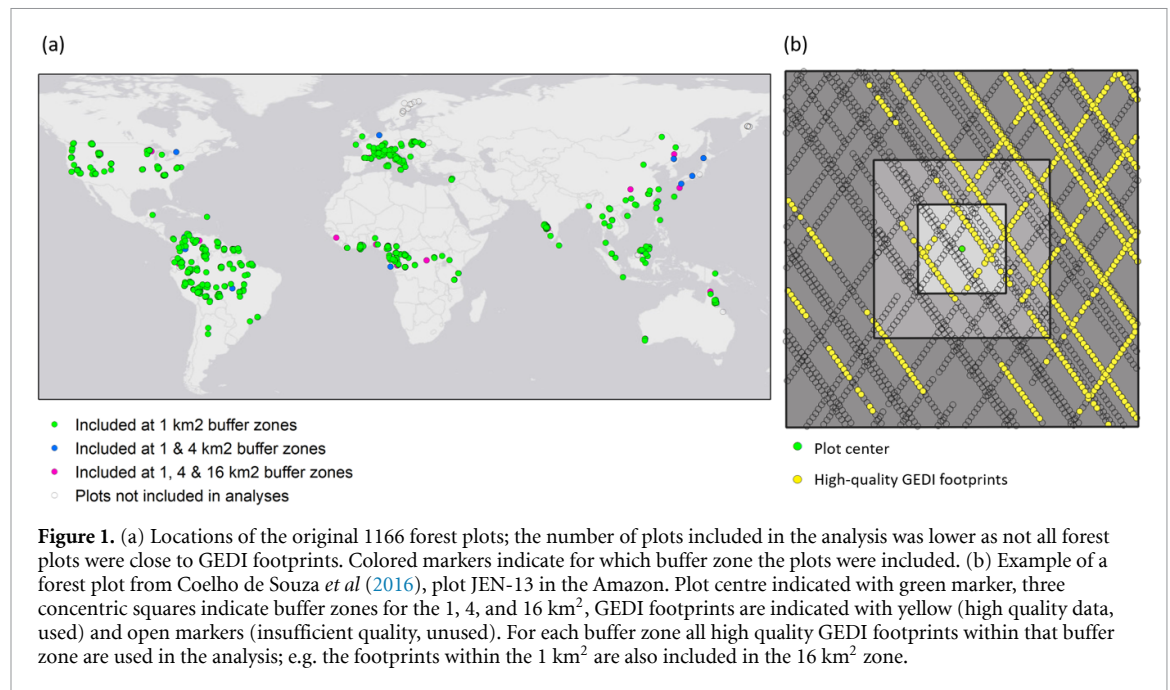 (a)
(b)
Included at 1 km2 buffer zones
Included at 1 & 4 km2 buffer zones
Included at 1, 4 & 16 km2 buffer zones
Plots not included in analyses
Plot center
High-quality GEDI footprints
Figure 1. (a) Locations of the original 1166 forest plots; the number of plots included in the analysis was lower as not all forest
plots were close to GEDI footprints. Colored markers indicate for which buffer zone the plots were included. (b) Example of a
forest plot from Coelho de Souza et al (2016), plot JEN-13 in the Amazon. Plot centre indicated with green marker, three
concentric squares indicate buffer zones for the 1, 4, and 16 km², GEDI footprints are indicated with yellow (high quality data,
used) and open markers (insufficient quality, unused). For each buffer zone all high quality GEDI footprints within that buffer
zone are used in the analysis; e.g. the footprints within the 1 km² are also included in the 16 km² zone.